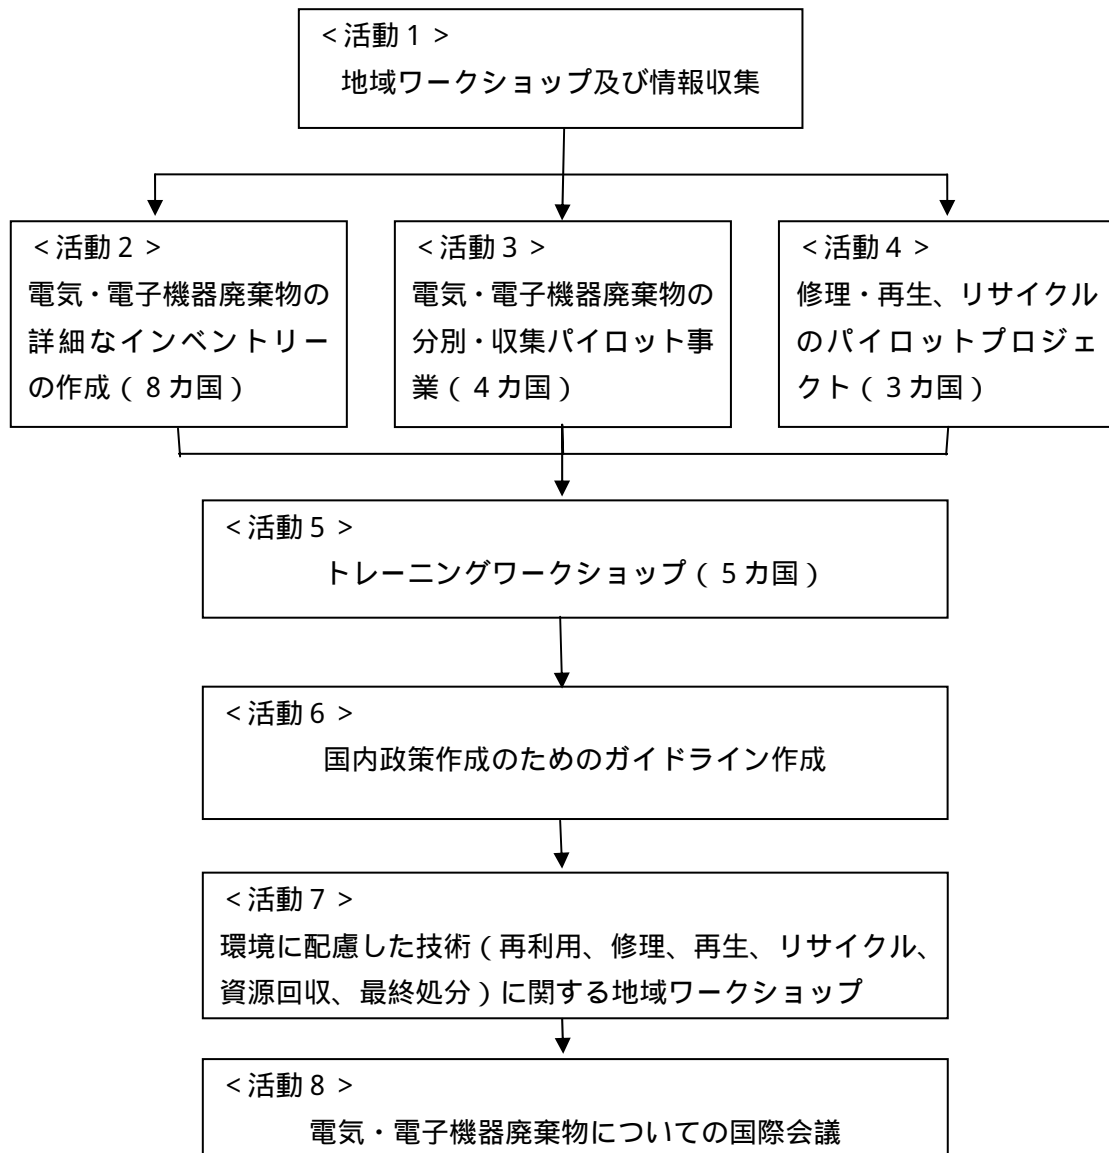 <活動1>
地域ワークショップ及び情報収集
<活動2>
電気・電子機器廃棄物の
詳細なインベントリー
の作成(8カ国)
<活動3>
電気・電子機器廃棄物の
分別・収集パイロット事
業(4カ国)
<活動4>
修理・再生、リサイクル
のパイロットプロジェ
クト(3カ国)
<活動5>
トレーニングワークショップ(5カ国)
<活動6>
国内政策作成のためのガイドライン作成
<活動7>
環境に配慮した技術(再利用、修理、再生、リサイクル、
資源回収、最終処分)に関する地域ワークショップ
<活動8>
電気・電子機器廃棄物についての国際会議